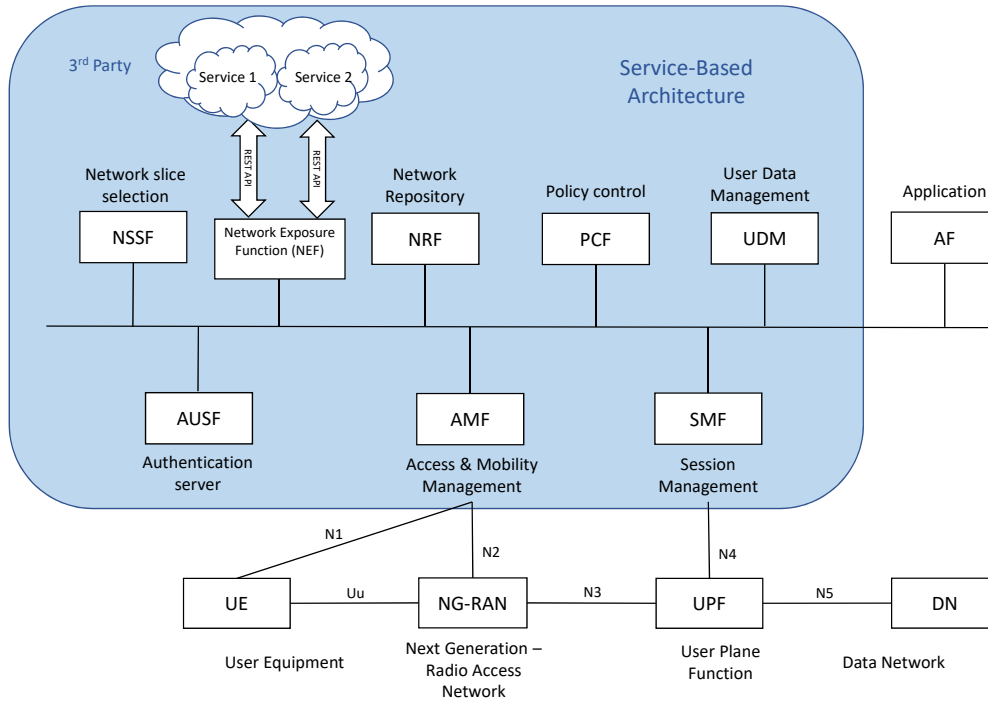 3rd Party
Service 1
Service 2
Service-Based
Architecture
REST API
REST API
Network slice
selection
NSSF
Network Exposure
Function (NEF)
Network
Repository
NRF
Policy control
PCF
User Data
Management
UDM
Application
AF
AUSF
Authentication
server
AMF
Access & Mobility
Management
SMF
Session
Management
N1
N2
N4
UE
Uu
NG-RAN
N3
UPF
N5
DN
User Equipment
Next Generation –
Radio Access
Network
User Plane
Function
Data Network